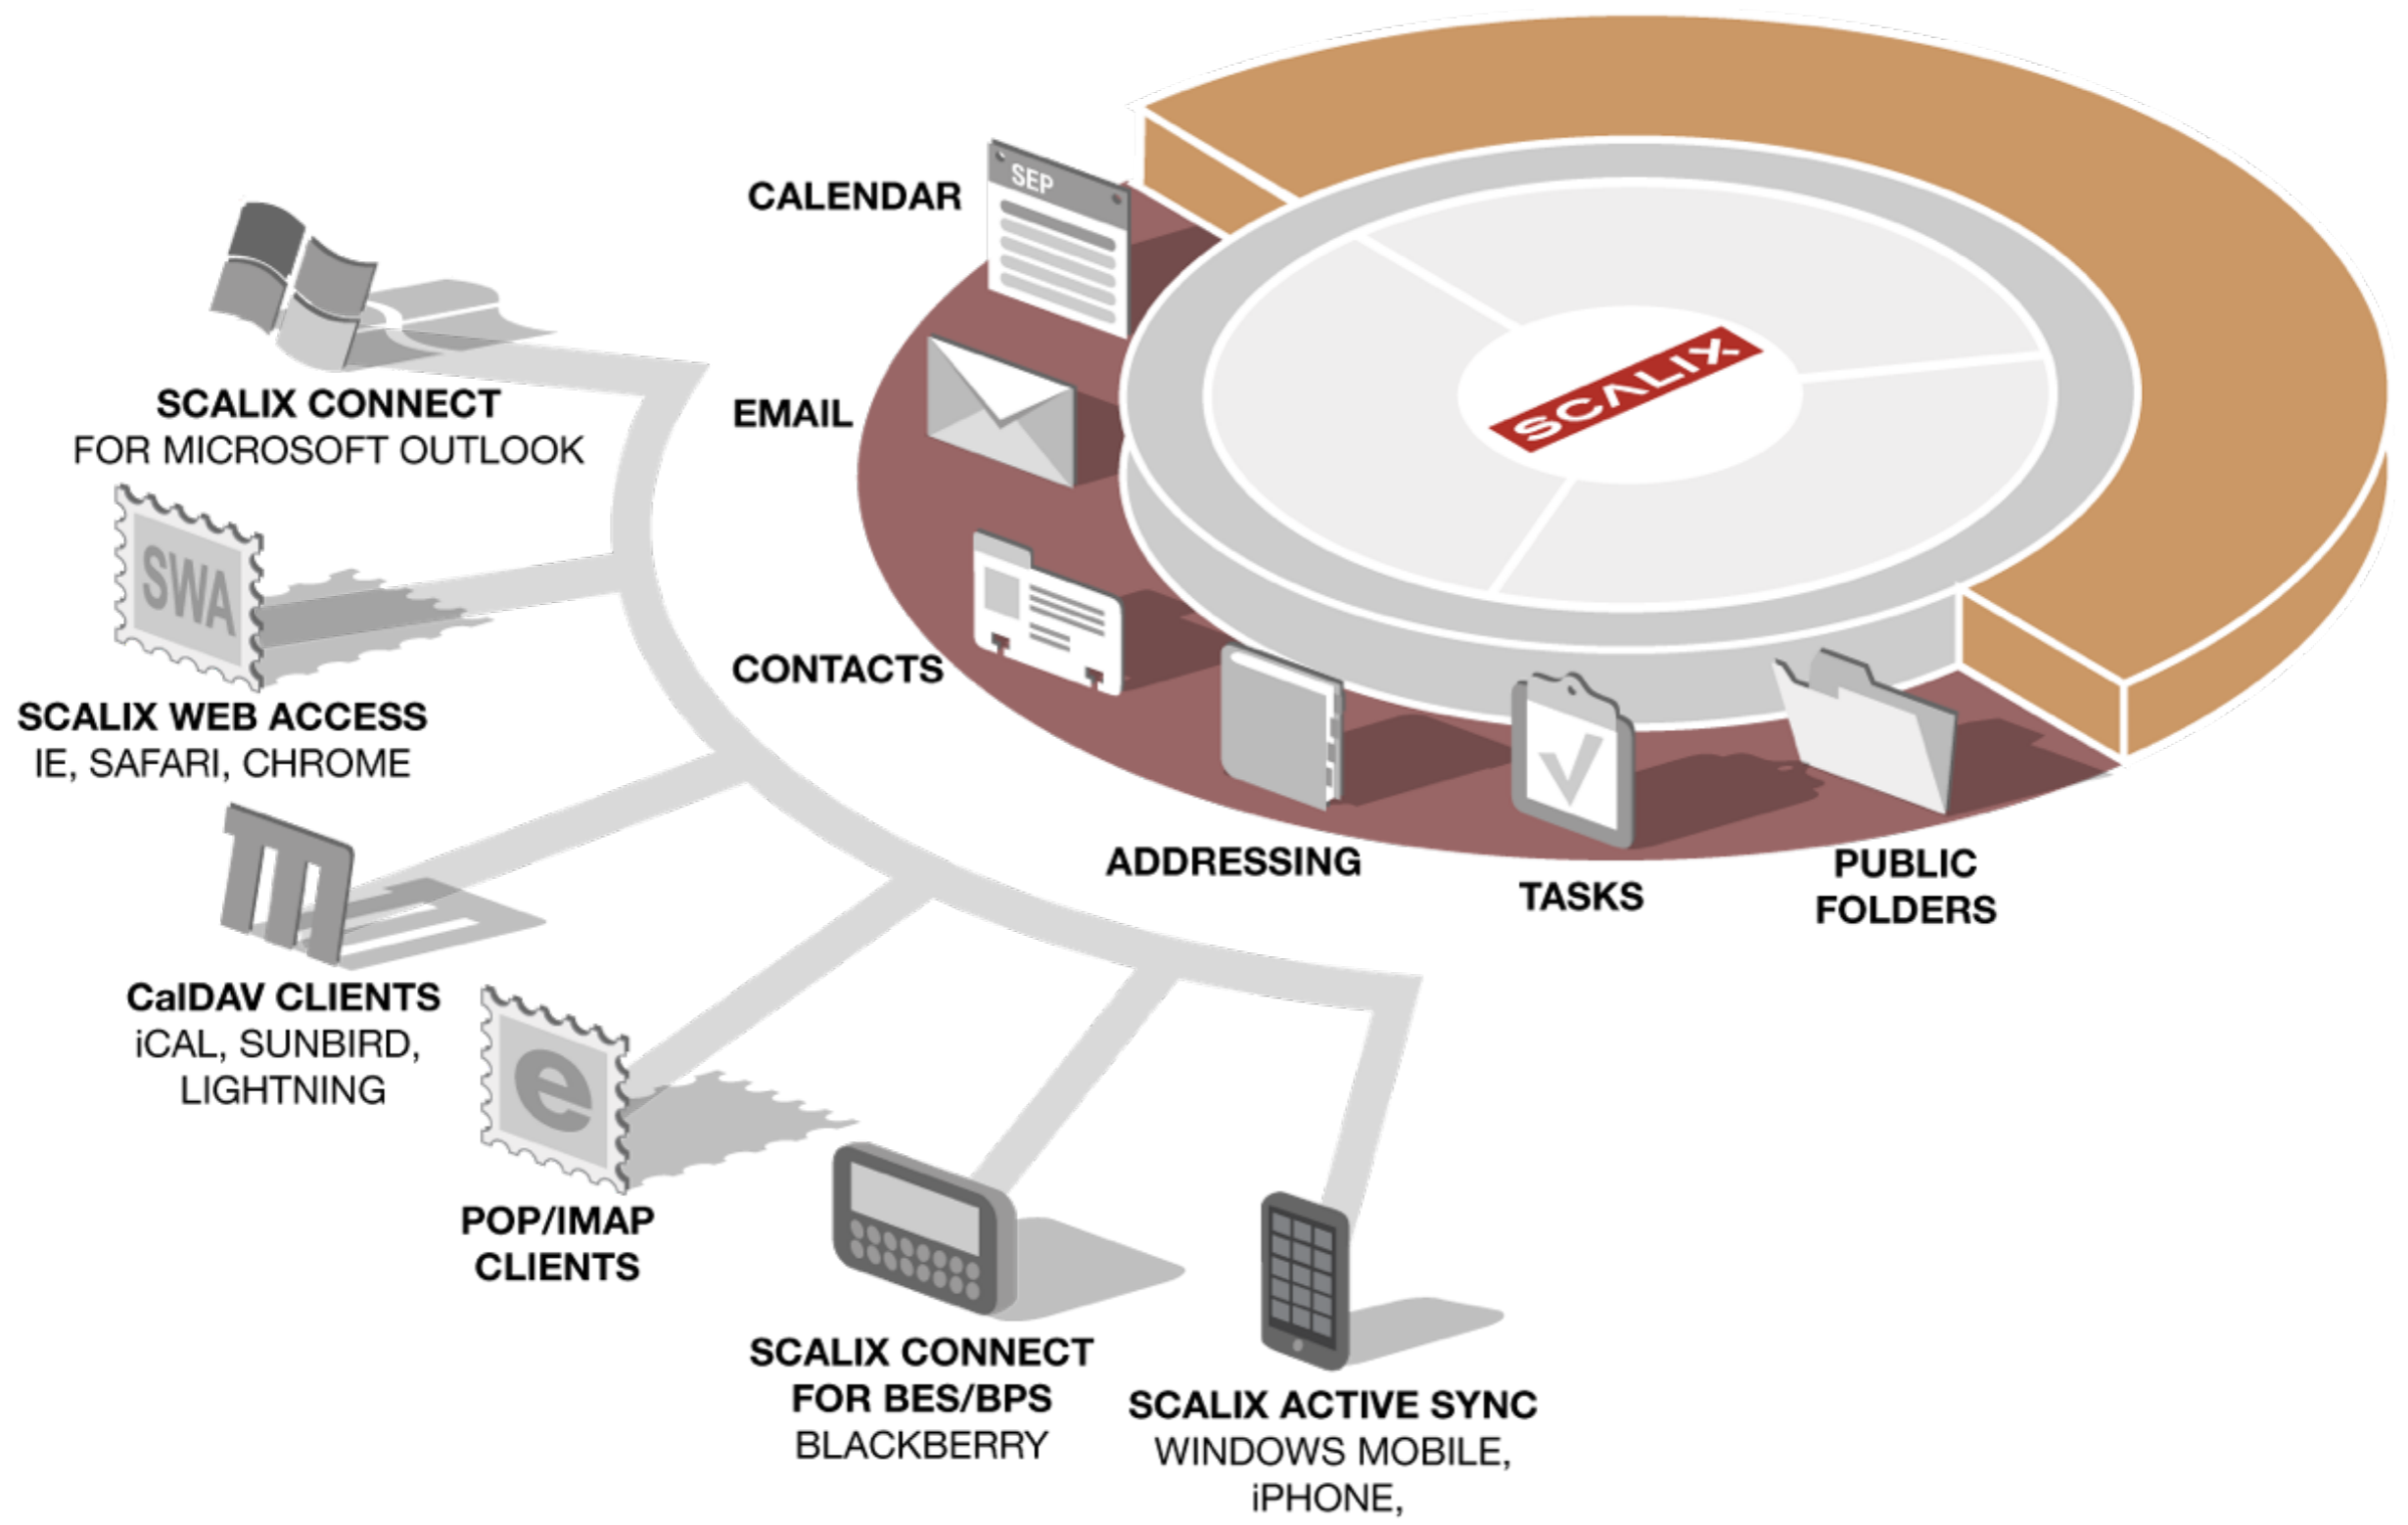 CALENDAR
SEP
EMAIL
SCALIX
CONTACTS
ADDRESSING
TASKS
PUBLIC
FOLDERS
SCALIX CONNECT
FOR MICROSOFT OUTLOOK
SWA
SCALIX WEB ACCESS
IE, SAFARI, CHROME
CalDAV CLIENTS
iCAL, SUNBIRD,
LIGHTNING
e
POP/IMAP
CLIENTS
SCALIX CONNECT
FOR BES/BPS
BLACKBERRY
SCALIX ACTIVE SYNC
WINDOWS MOBILE,
iPHONE,